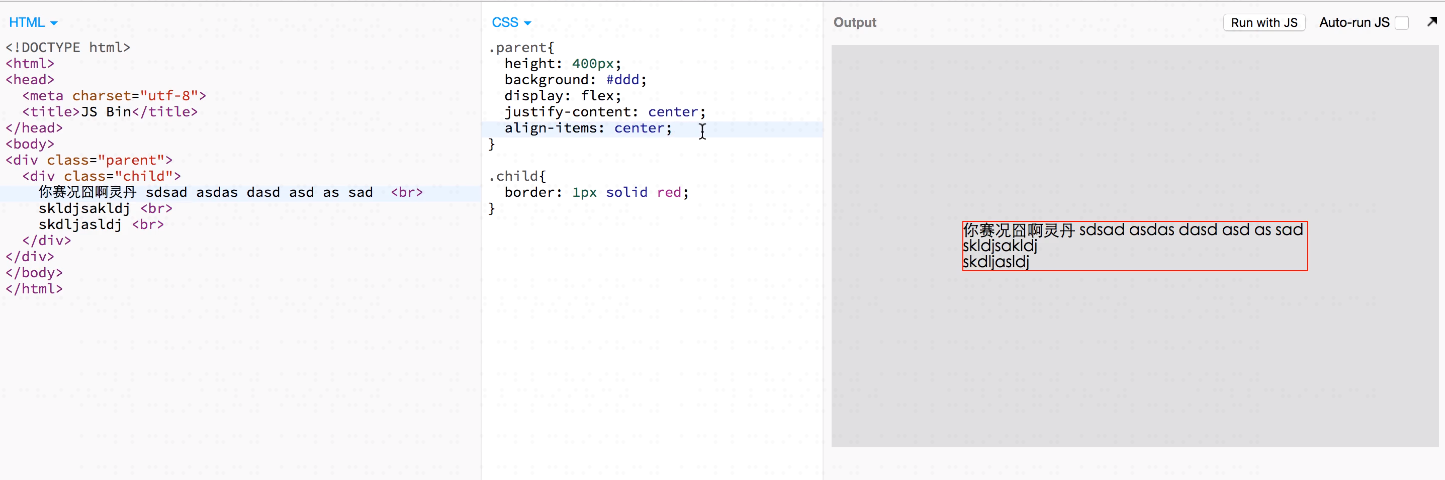 HTML
<!DOCTYPE html>
<html>
<head>
<meta charset="utf-8">
<title>JS Bin</title>
</head>
<body>
<div class="parent">
<div class="child">
你赛况囧啊灵丹 sdsad asdas dasd asd as sad <br>
skldjsakldj <br>
skdljasldj <br>
</div>
</div>
</body>
</html>
CSS
.parent{
height: 400px;
background: #ddd;
display: flex;
justify-content: center;
align-items: center;
}
.child{
border: 1px solid red;
}
Output
Run with JS
Auto-run JS
你赛况囧啊灵丹 sdsad asdas dasd asd as sad
skldjsakldj
skdljasldj